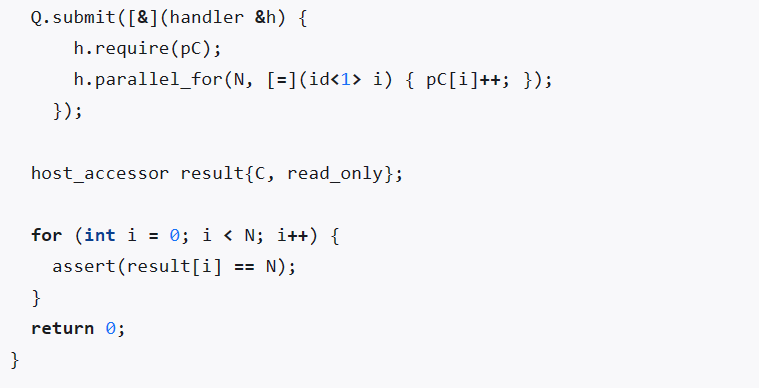 Q.submit([&](handler &h) {
    h.require(pC);
    h.parallel_for(N, [=](id<1> i) { pC[i]++; });
  });
host_accessor result{C, read_only};
for (int i = 0; i < N; i++) {
  assert(result[i] == N);
}
return 0;
}